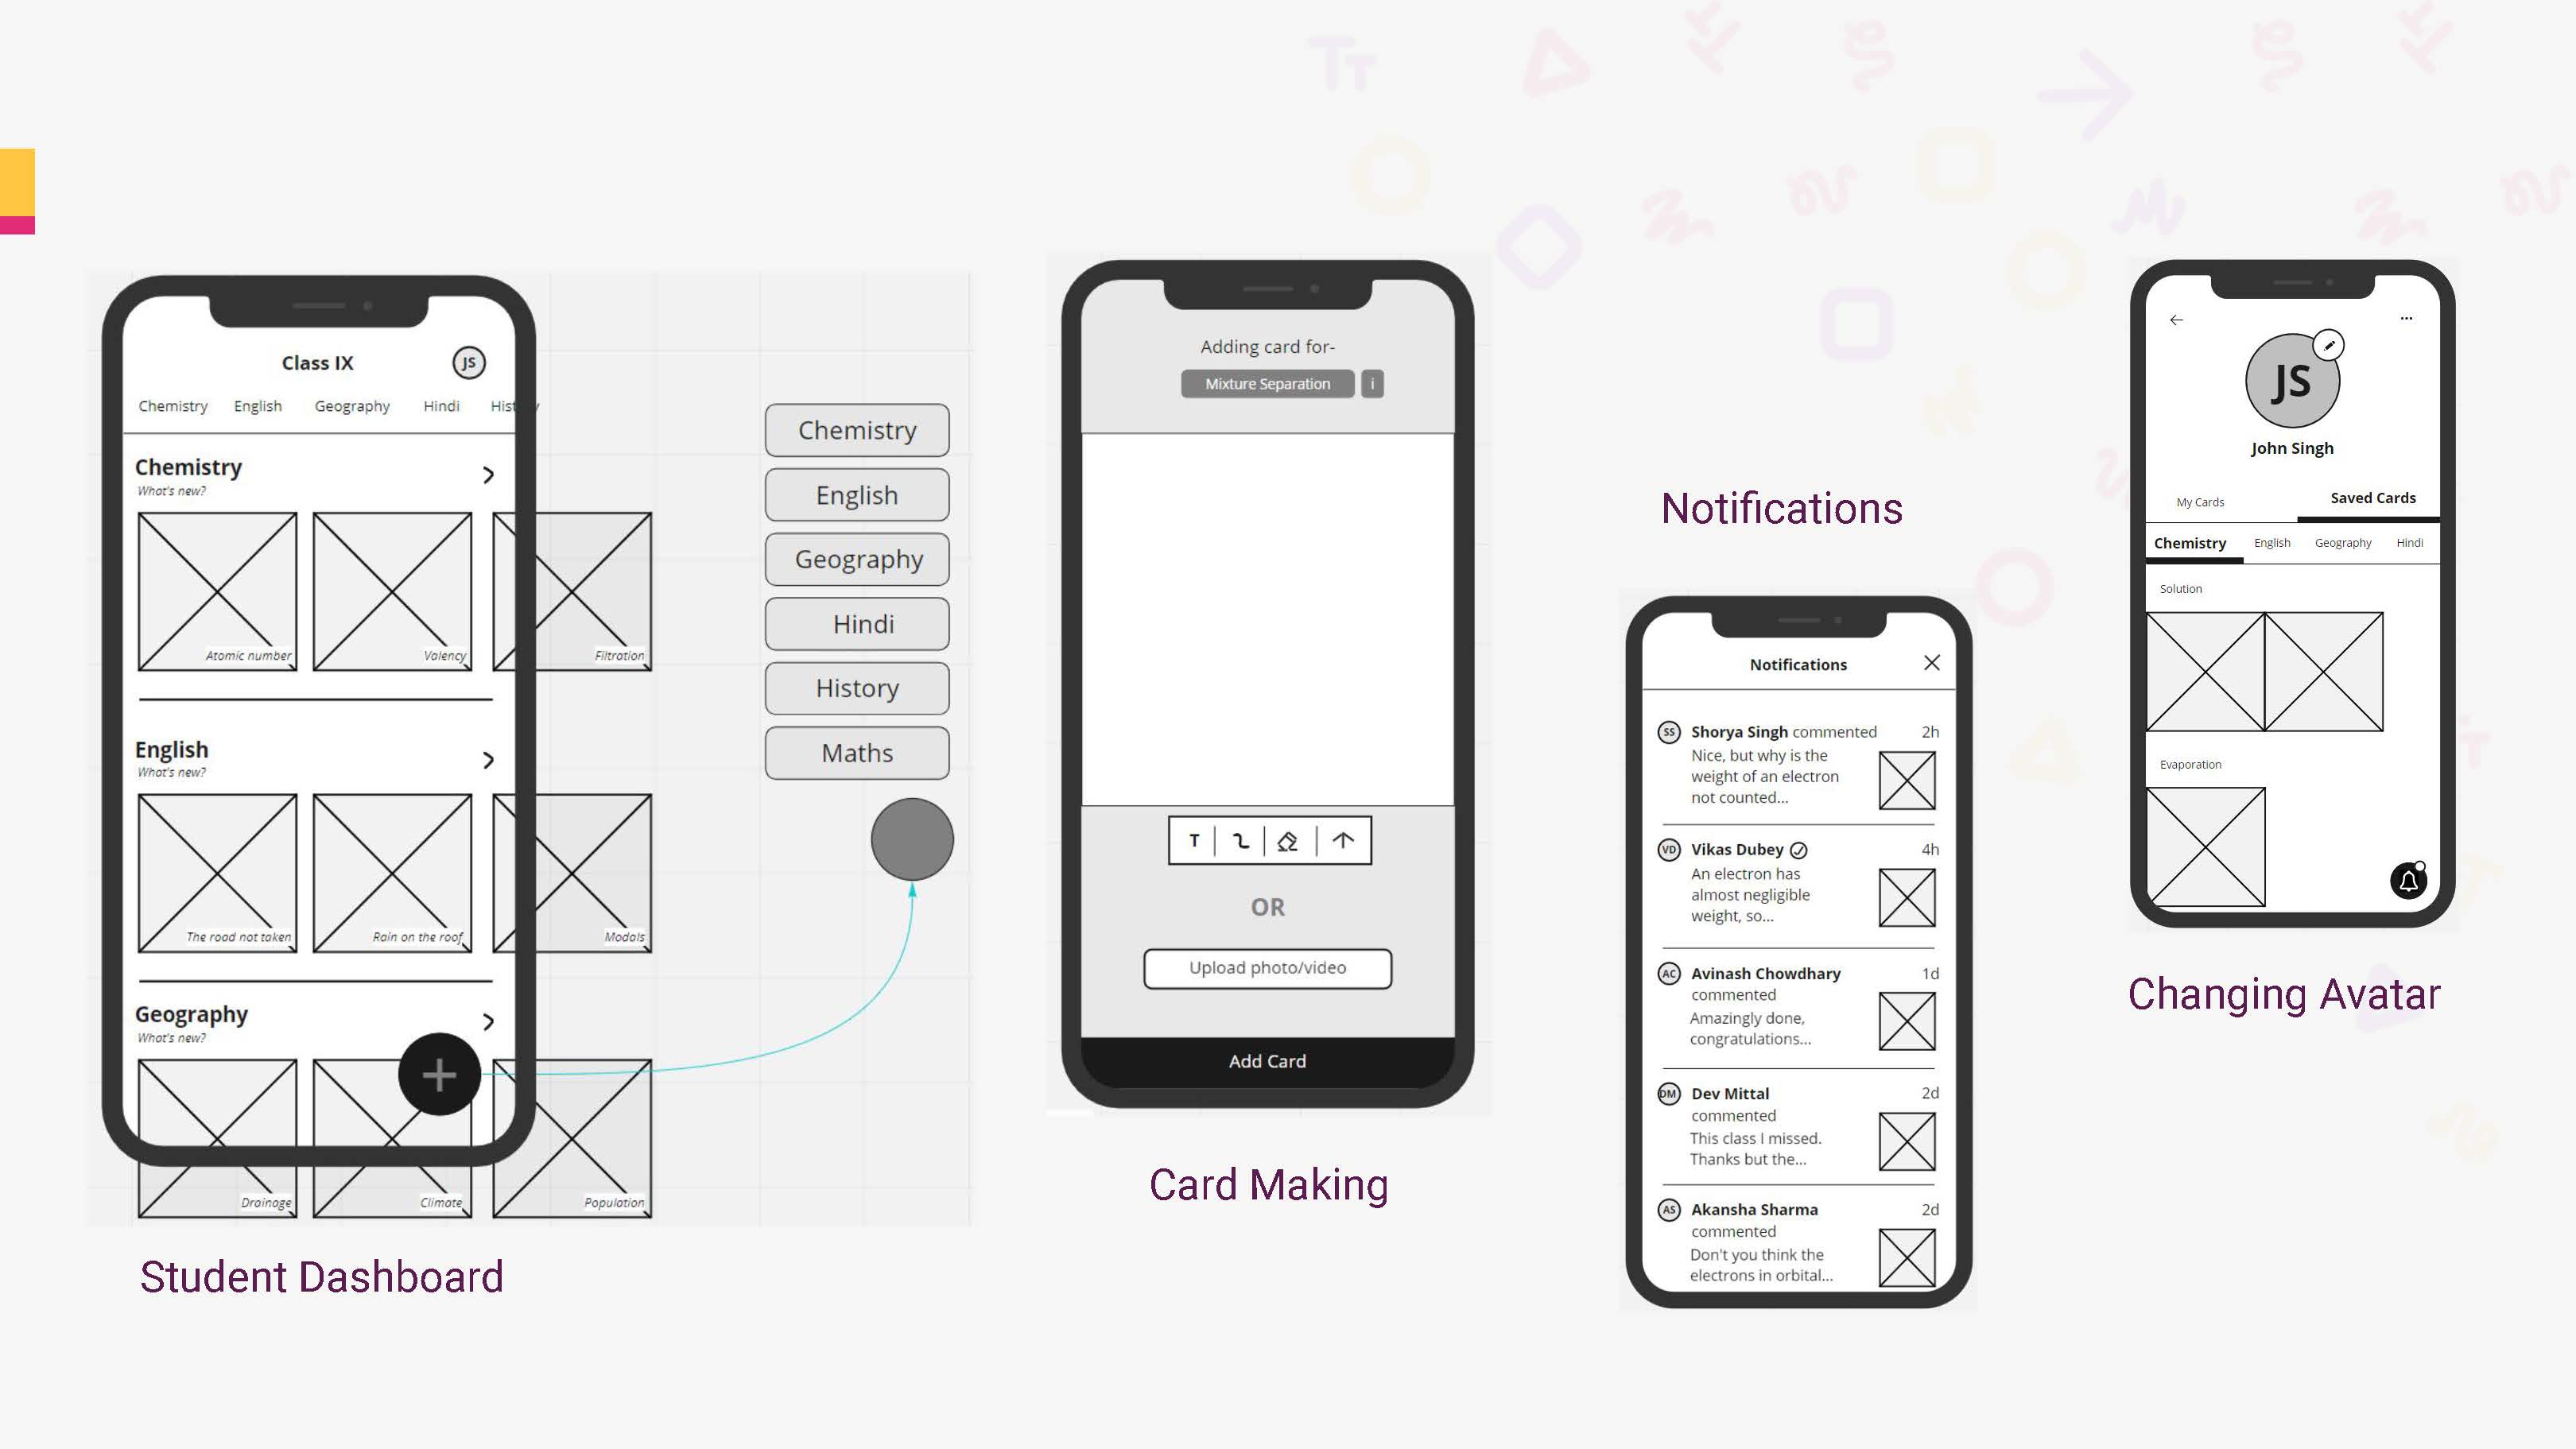 Class IX
JS
Chemistry English Geography Hindi History
Chemistry
What's new?
Atomic number
Valency
Filtration
English
What's new?
The road not taken
Rain on the roof
Modals
Geography
What's new?
Drainage
Climate
Population
Chemistry
English
Geography
Hindi
History
Maths
Student Dashboard
Adding card for-
Mixture Separation i
T
OR
Upload photo/video
Add Card
Card Making
Notifications
Notifications
SS Shorya Singh commented 2h
Nice, but why is the
weight of an electron
not counted...
VD Vikas Dubey 4h
An electron has
almost negligible
weight, so...
AC Avinash Chowdhary 1d
commented
Amazingly done,
congratulations...
DM Dev Mittal 2d
commented
This class I missed.
Thanks but the...
AS Akansha Sharma 2d
commented
Don't you think the
electrons in orbital...
JS
John Singh
My Cards Saved Cards
Chemistry English Geography Hindi
Solution
Evaporation
Changing Avatar